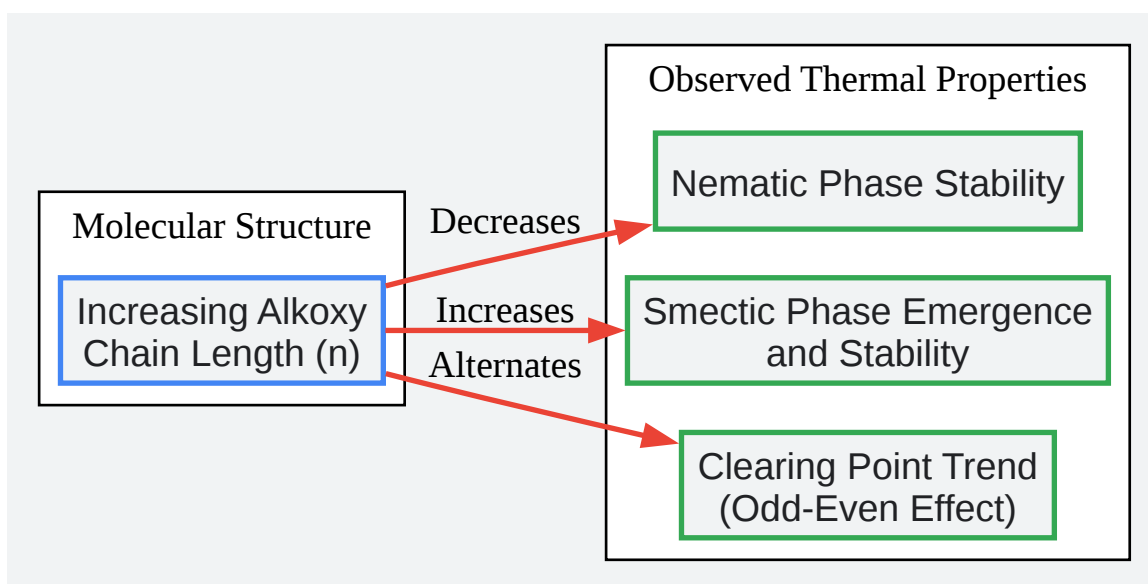 Observed Thermal Properties
Nematic Phase Stability
Molecular Structure
Decreases
Increasing Alkoxy
Chain Length (n)
Increases
Smectic Phase Emergence
and Stability
Alternates
Clearing Point Trend
(Odd-Even Effect)